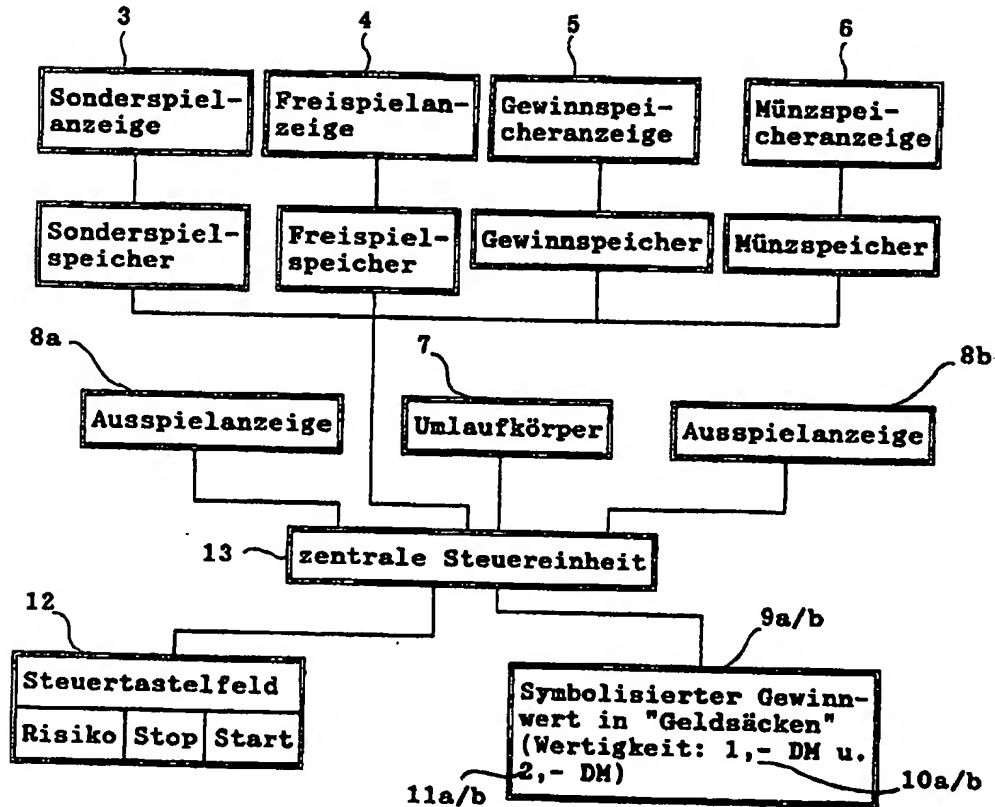 3
4
5
6
Sonderspiel-
anzeige
Freispielan-
zeige
Gewinnspei-
cheranzeige
Münzspei-
cheranzeige
Sonderspiel-
speicher
Freispiel-
speicher
Gewinnspeicher
Münzspeicher
8a
7
8b
Ausspielanzeige
Umlaufkörper
Ausspielanzeige
13
zentrale Steuereinheit
12
9a/b
Steuertastelfeld
Risiko
Stop
Start
Symbolisierter Gewinn-
wert in "Geldsäcken"
(Wertigkeit: 1,- DM u.
2,- DM)
11a/b
10a/b